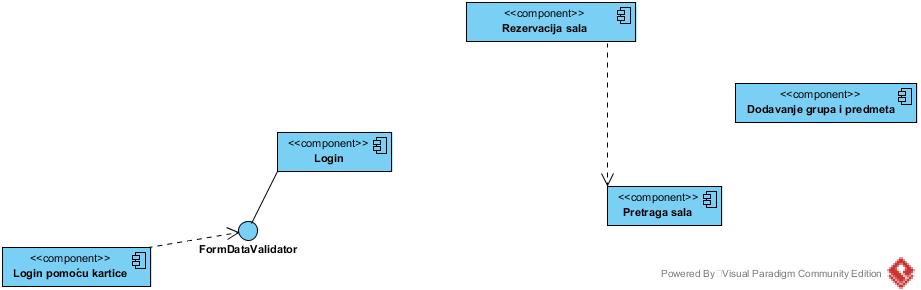 <<component>>
Rezervacija sala
<<component>>
Dodavanje grupa i predmeta
<<component>>
Login
<<component>>
Pretraga sala
FormDataValidator
<<component>>
Login pomoću kartice
Powered By Visual Paradigm Community Edition